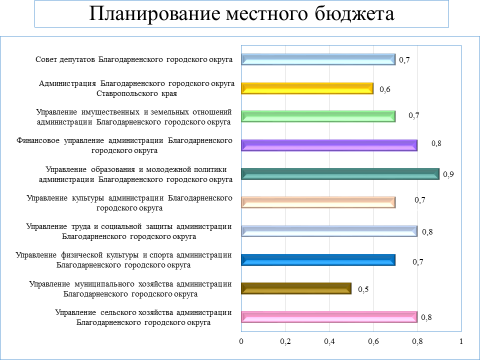 Планирование местного бюджета
Совет депутатов Благодарненского городского округа
0,7
Администрация Благодарненского городского округа
Ставропольского края
0,6
Управление имущественных и земельных отношений
администрации Благодарненского городского округа
0,7
Финансовое управление администрации Благодарненского
городского округа
0,8
Управление образования и молодежной политики
администрации Благодарненского городского округа
0,9
Управление культуры администрации Благодарненского
городского округа
0,7
Управление труда и социальной защиты администрации
Благодарненского городского округа
0,8
Управление физической культуры и спорта администрации
Благодарненского городского округа
0,7
Управление муниципального хозяйства администрации
Благодарненского городского округа
0,5
Управление сельского хозяйства администрации
Благодарненского городского округа
0,8
0 0,2 0,4 0,6 0,8 1